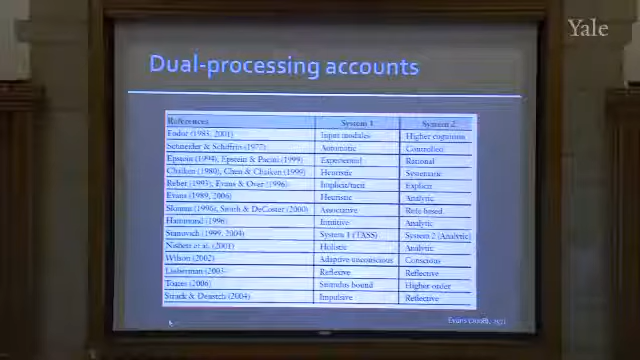 Yale
Dual-processing accounts
References System 1 System 2
Fodor (1983, 2001) Input modules Higher cognition
Schneider & Schiffrin (1977) Automatic Controlled
Epstein (1994), Epstein & Pacini (1999) Experiential Rational
Chaiken (1980), Chen & Chaiken (1999) Heuristic Systematic
Reber (1993), Evans & Over (1996) Implicit/tacit Explicit
Evans (1989, 2006) Heuristic Analytic
Sloman (1996), Smith & DeCoster (2000) Associative Rule based
Hammond (1996) Intuitive Analytic
Stanovich (1999, 2004) System 1 (TASS) System 2 (Analytic)
Nisbett et al. (2001) Holistic Analytic
Wilson (2002) Adaptive unconscious Conscious
Lieberman (2003) Reflexive Reflective
Toates (2006) Stimulus bound Higher order
Strack & Deutsch (2004) Impulsive Reflective
Evans (2008,